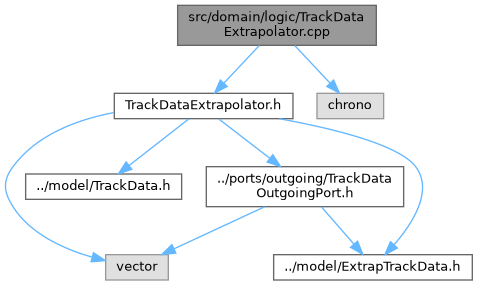 src/domain/logic/TrackData
Extrapolator.cpp
TrackDataExtrapolator.h
chrono
../model/TrackData.h
../ports/outgoing/TrackData
OutgoingPort.h
vector
../model/ExtrapTrackData.h